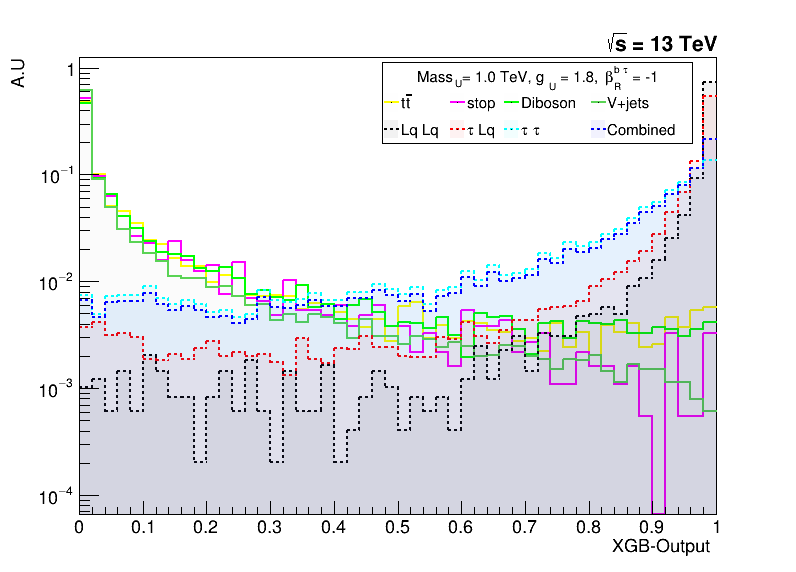 √s = 13 TeV
A.U
Mass_U = 1.0 TeV, g_U = 1.8, β_R^{b τ} = -1
tt̅ stop Diboson V+jets
Lq Lq τ Lq τ τ Combined
1
10⁻¹
10⁻²
10⁻³
10⁻⁴
0 0.1 0.2 0.3 0.4 0.5 0.6 0.7 0.8 0.9 1
XGB-Output